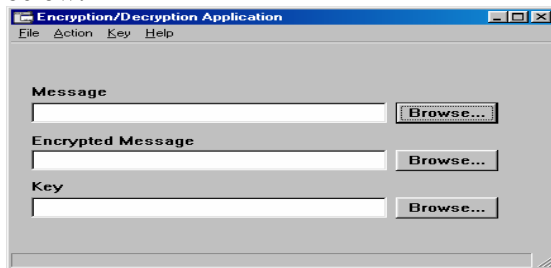 Encryption/Decryption Application
File Action Key Help
Message
Browse...
Encrypted Message
Browse...
Key
Browse...